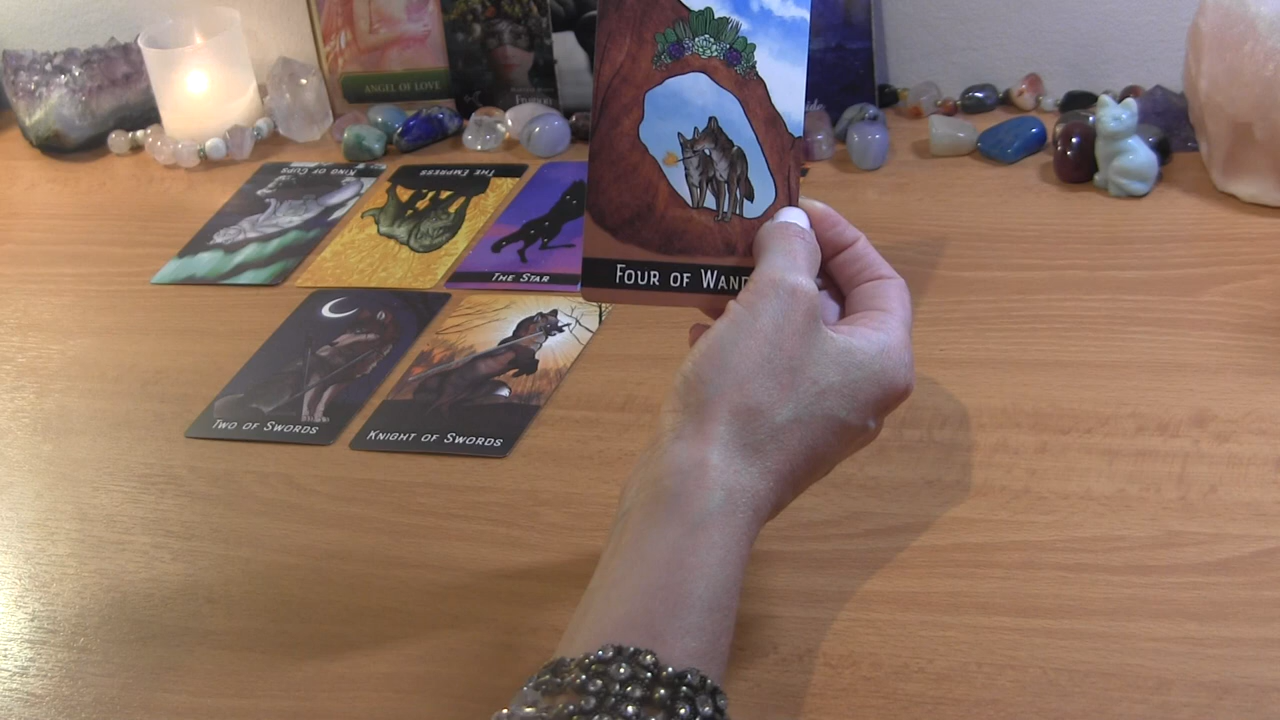 ANGEL OF LOVE
KING OF CUPS
THE EMPRESS
THE STAR
FOUR OF WAND
TWO OF SWORDS
KNIGHT OF SWORDS